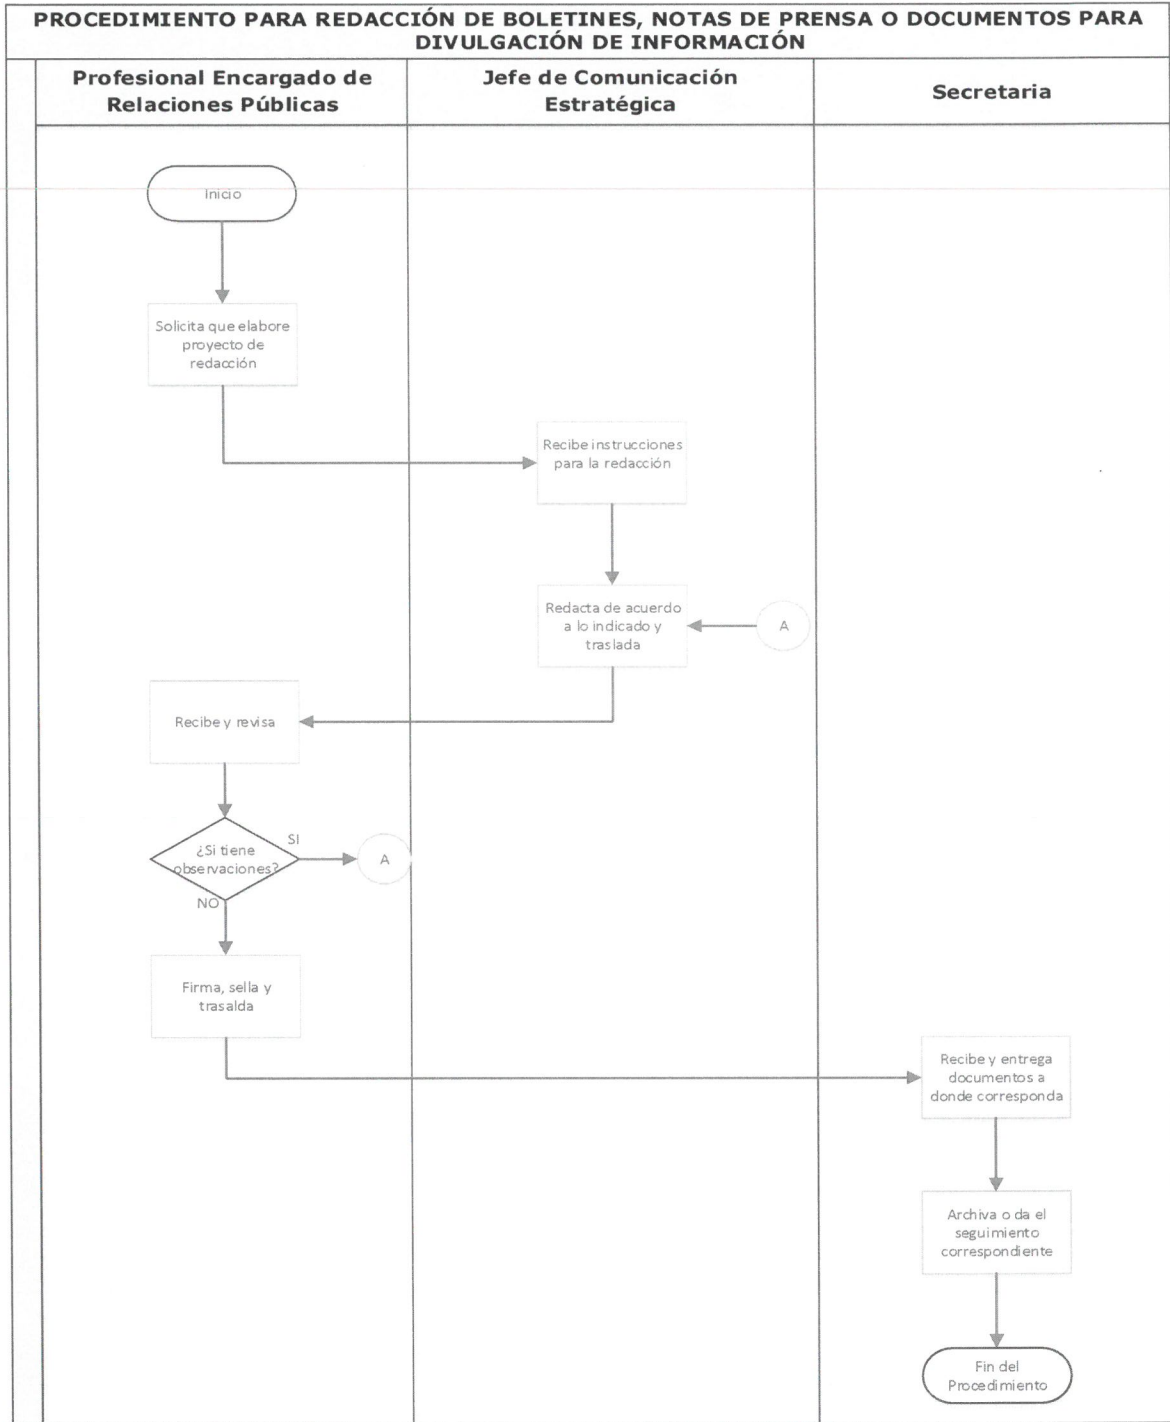 PROCEDIMIENTO PARA REDACCIÓN DE BOLETINES, NOTAS DE PRENSA O DOCUMENTOS PARA
DIVULGACIÓN DE INFORMACIÓN
Profesional Encargado de
Relaciones Públicas
Jefe de Comunicación
Estratégica
Secretaria
Inicio
Solicita que elabore
proyecto de
redacción
Recibe instrucciones
para la redacción
Redacta de acuerdo
a lo indicado y
traslada
A
Recibe y revisa
¿Si tiene
observaciones?
SI
A
NO
Firma, sella y
trasalda
Recibe y entrega
documentos a
donde corresponda
Archiva o da el
seguimiento
correspondiente
Fin del
Procedimiento